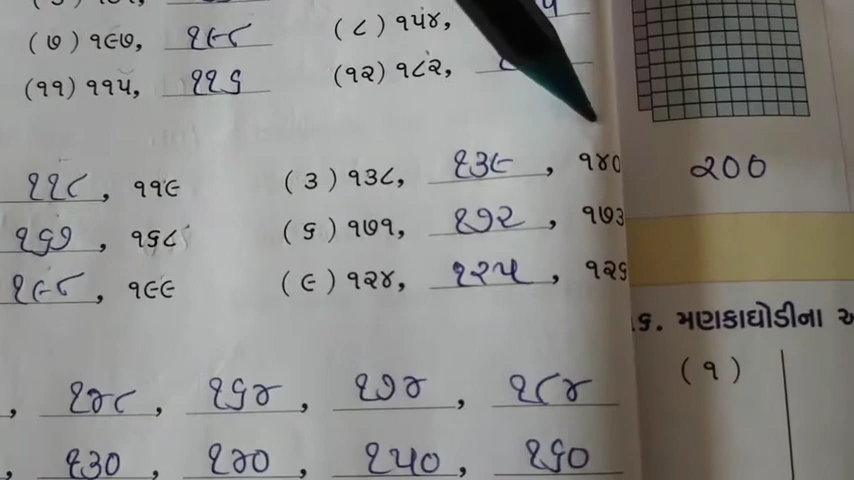 (૭) ૧૯૭, ૧૯૮ (૮) ૧૫૪,
(૧૧) ૧૧૫, ૧૧૬ (૧૨) ૧૮૨,
૧૧૮, ૧૧૯ (૩) ૧૩૮, ૧૩૯, ૧૪૦
૧૬૭, ૧૬૮ (૬) ૧૭૧, ૧૭૨, ૧૭૩
૧૯૮, ૧૯૯ (૯) ૧૨૪, ૧૨૫, ૧૨૬
, ૧૪૮, ૧૬૪, ૧૭૪, ૧૮૪
, ૧૩૦, ૧૪૦, ૧૫૦, ૧૬૦
૨૦૦
૬. મણકાઘોડીના
(૧)